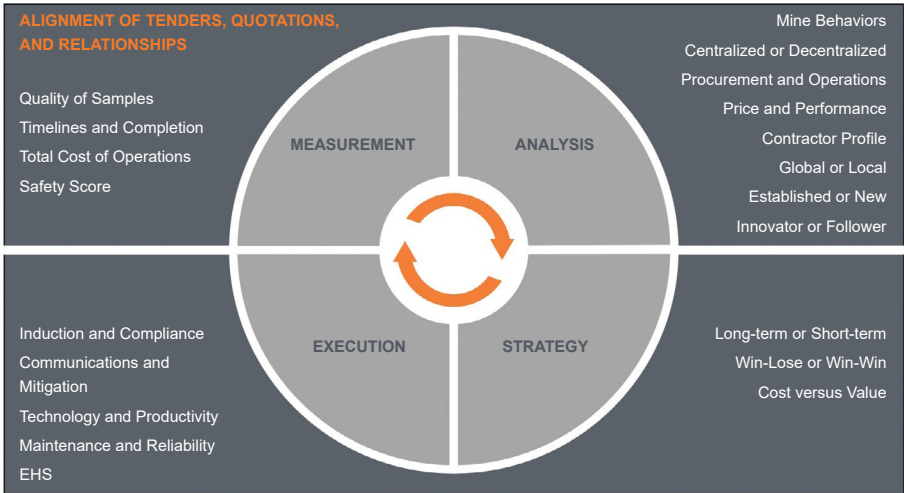 ALIGNMENT OF TENDERS, QUOTATIONS,
AND RELATIONSHIPS
Quality of Samples
Timelines and Completion
Total Cost of Operations
Safety Score
MEASUREMENT
ANALYSIS
Mine Behaviors
Centralized or Decentralized
Procurement and Operations
Price and Performance
Contractor Profile
Global or Local
Established or New
Innovator or Follower
Induction and Compliance
Communications and
Mitigation
Technology and Productivity
Maintenance and Reliability
EHS
EXECUTION
STRATEGY
Long-term or Short-term
Win-Lose or Win-Win
Cost versus Value